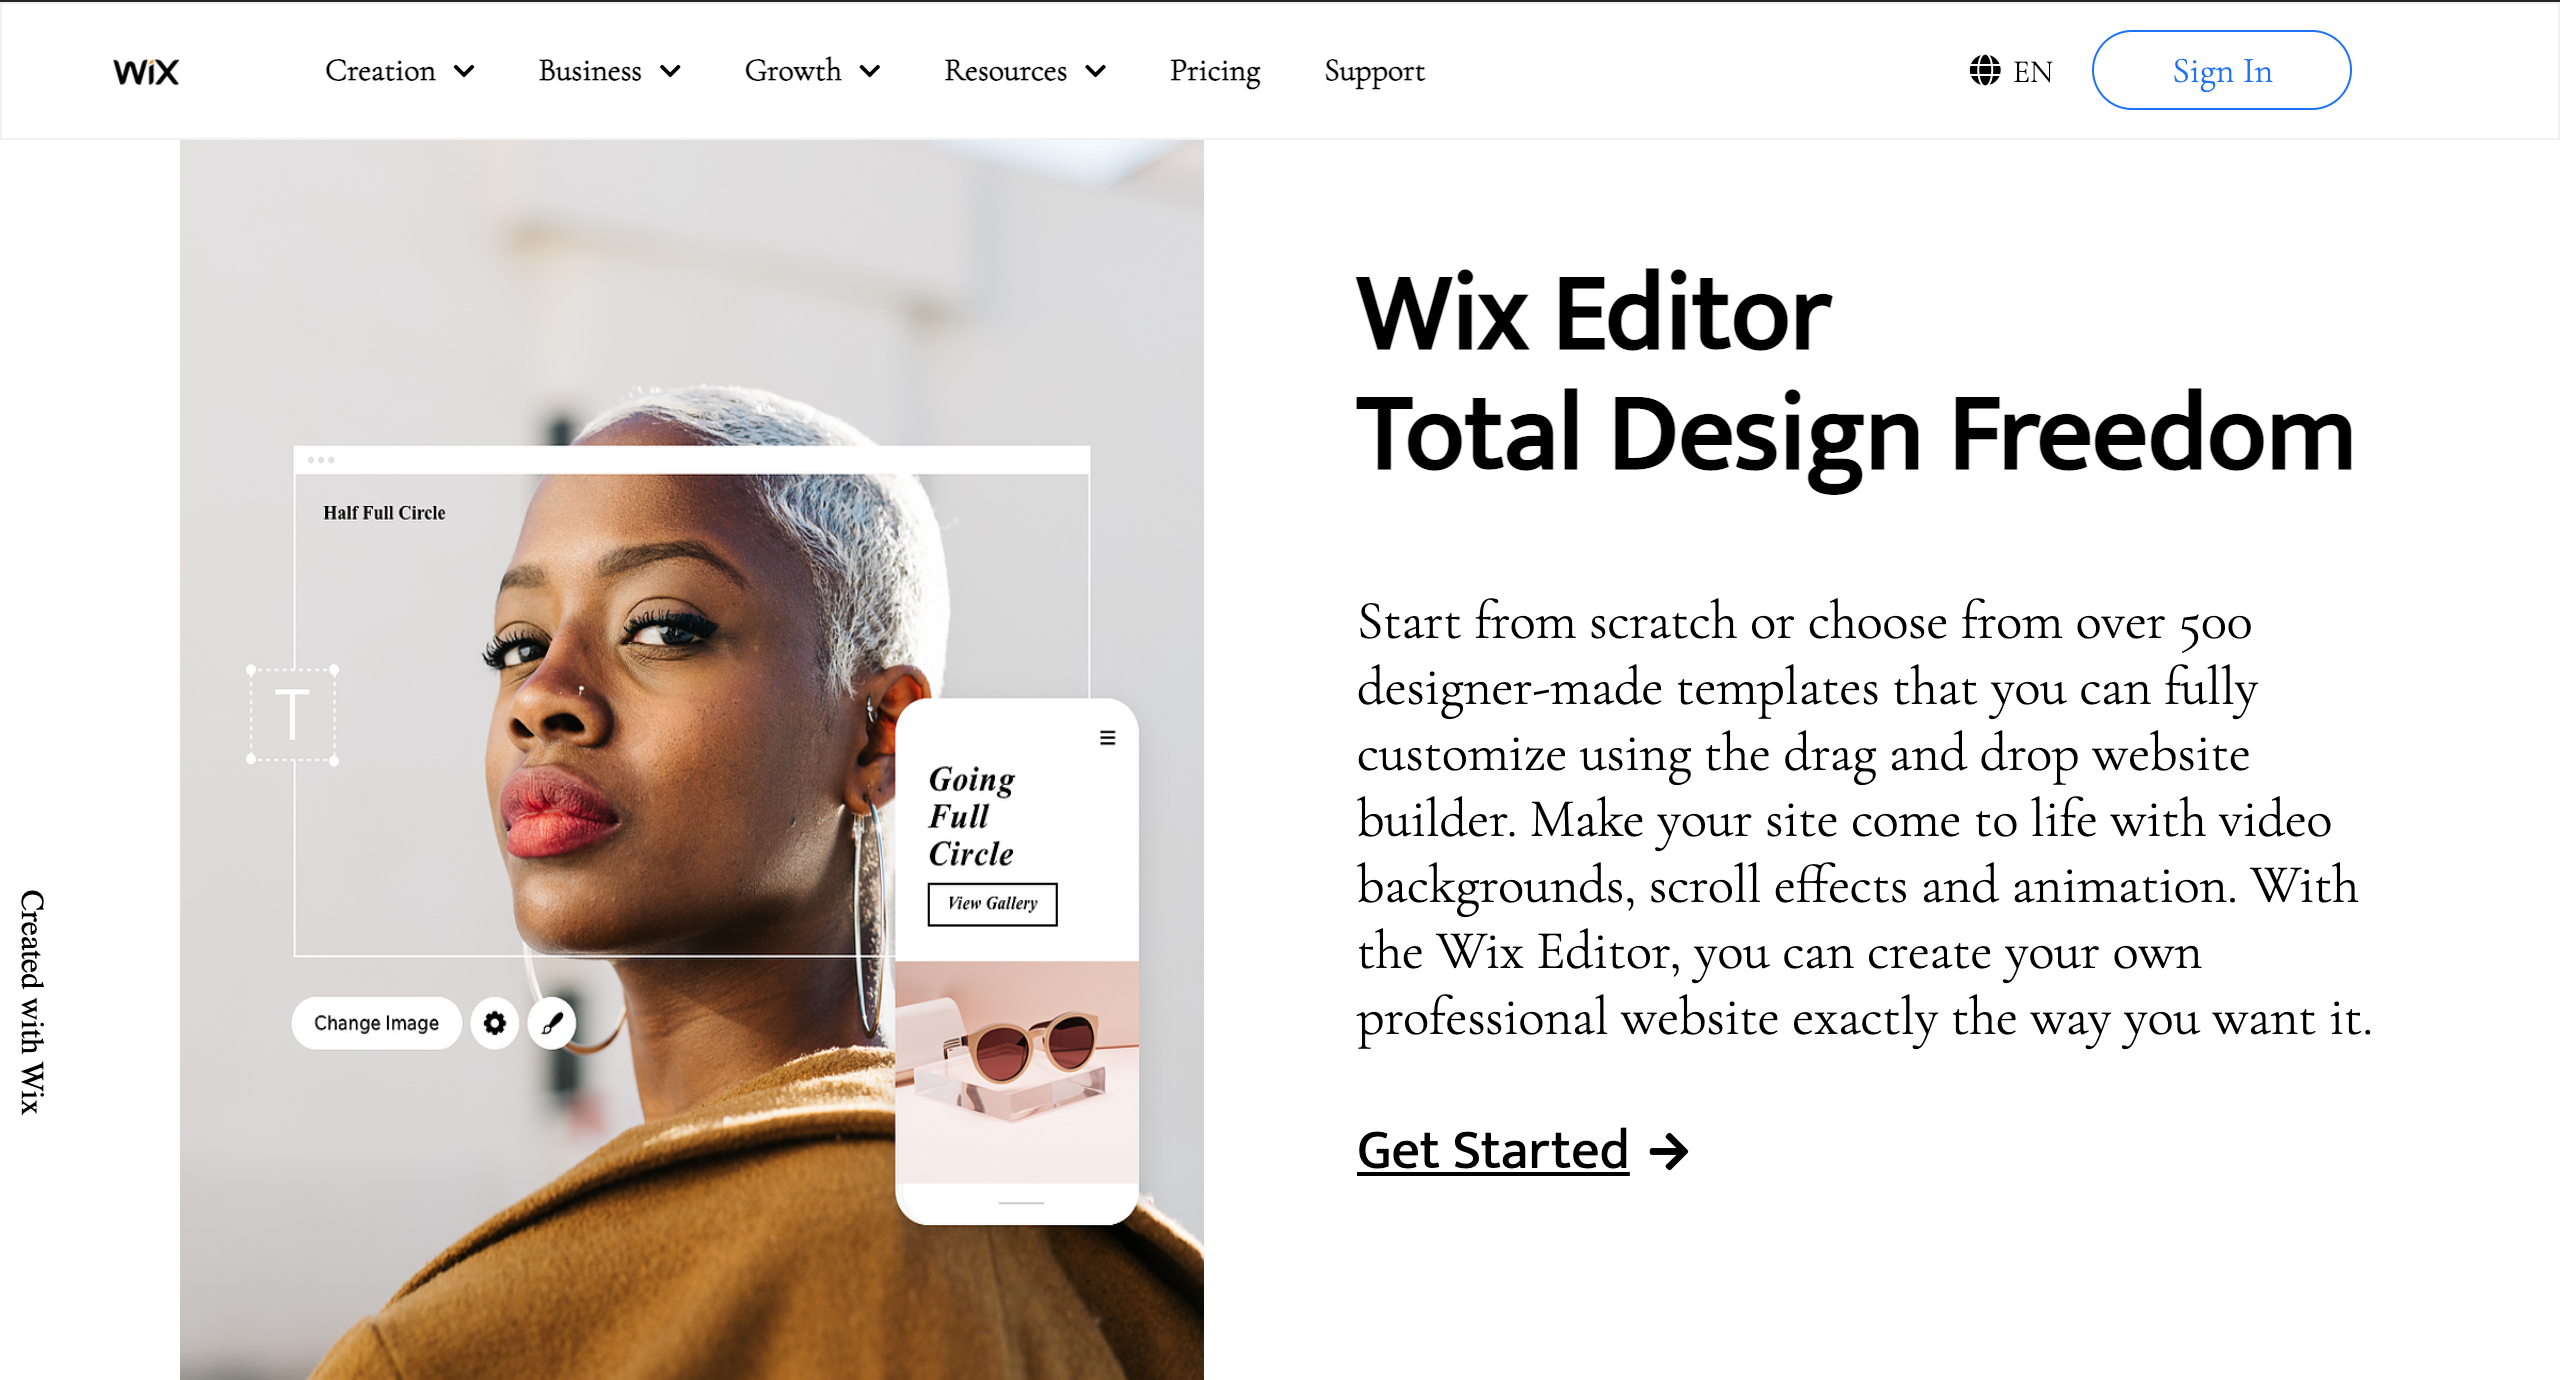 WiX
Creation
Business
Growth
Resources
Pricing
Support
EN
Sign In
Half Full Circle
T
Going
Full
Circle
View Gallery
Change Image
Created with Wix
Wix Editor
Total Design Freedom
Start from scratch or choose from over 500
designer-made templates that you can fully
customize using the drag and drop website
builder. Make your site come to life with video
backgrounds, scroll effects and animation. With
the Wix Editor, you can create your own
professional website exactly the way you want it.
Get Started